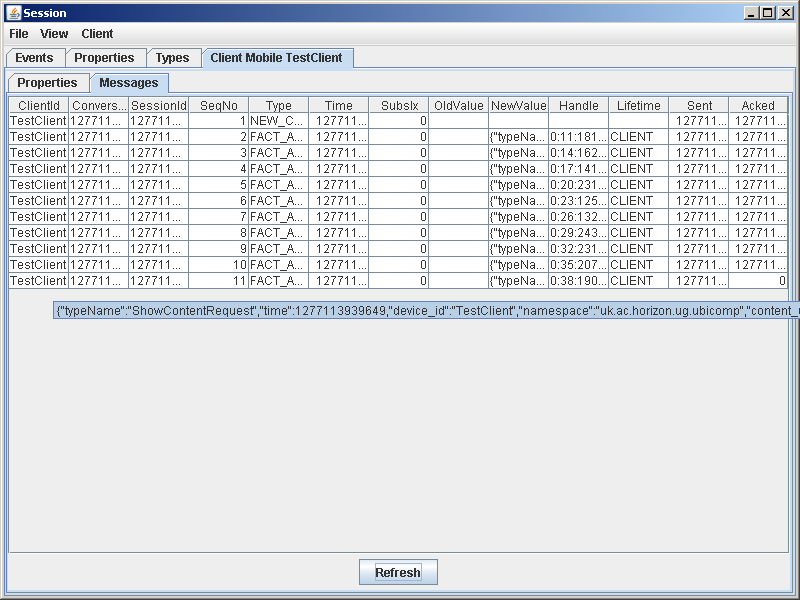 Session
File View Client
Events Properties Types Client Mobile TestClient
Properties Messages
ClientId Convers... SessionId SeqNo Type Time SubsIx OldValue NewValue Handle Lifetime Sent Acked
TestClient 127711... 127711... 1 NEW_C... 127711... 0 127711... 127711...
TestClient 127711... 127711... 2 FACT_A... 127711... 0 {"typeNa... 0:11:181... CLIENT 127711... 127711...
TestClient 127711... 127711... 3 FACT_A... 127711... 0 {"typeNa... 0:14:162... CLIENT 127711... 127711...
TestClient 127711... 127711... 4 FACT_A... 127711... 0 {"typeNa... 0:17:141... CLIENT 127711... 127711...
TestClient 127711... 127711... 5 FACT_A... 127711... 0 {"typeNa... 0:20:231... CLIENT 127711... 127711...
TestClient 127711... 127711... 6 FACT_A... 127711... 0 {"typeNa... 0:23:125... CLIENT 127711... 127711...
TestClient 127711... 127711... 7 FACT_A... 127711... 0 {"typeNa... 0:26:132... CLIENT 127711... 127711...
TestClient 127711... 127711... 8 FACT_A... 127711... 0 {"typeNa... 0:29:243... CLIENT 127711... 127711...
TestClient 127711... 127711... 9 FACT_A... 127711... 0 {"typeNa... 0:32:231... CLIENT 127711... 127711...
TestClient 127711... 127711... 10 FACT_A... 127711... 0 {"typeNa... 0:35:207... CLIENT 127711... 127711...
TestClient 127711... 127711... 11 FACT_A... 127711... 0 {"typeNa... 0:38:190... CLIENT 127711... 0
{"typeName":"ShowContentRequest","time":1277113939649,"device_id":"TestClient","namespace":"uk.ac.horizon.ug.ubicomp","content_
Refresh